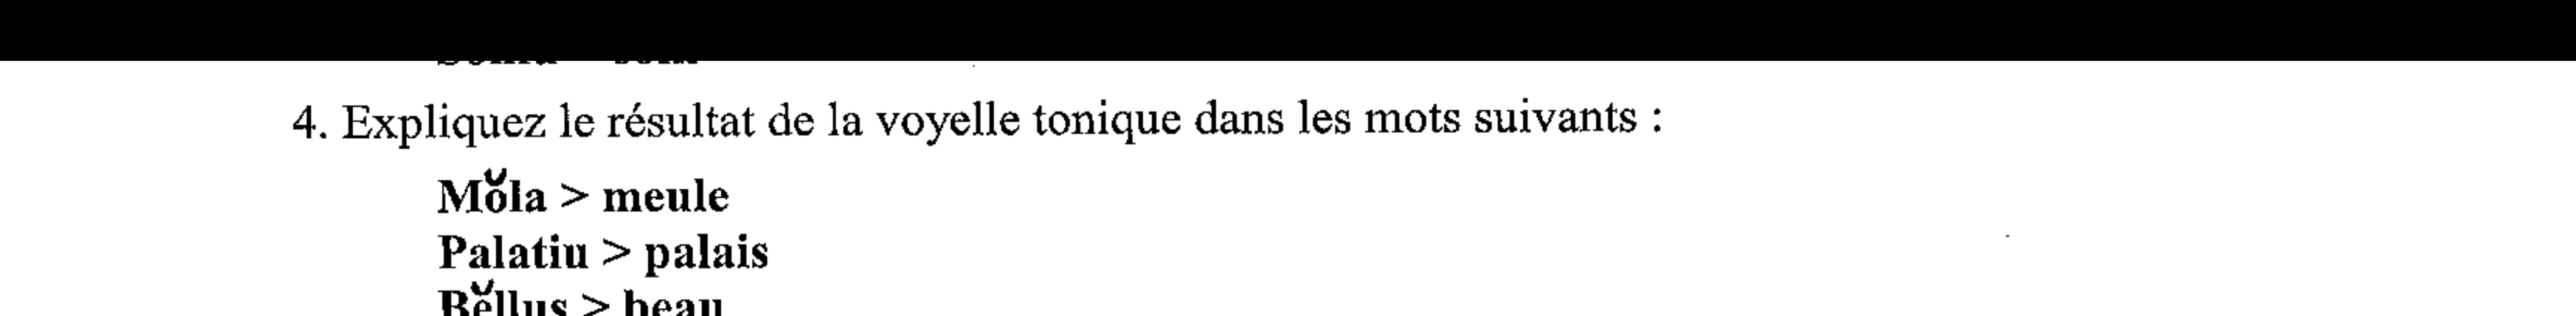 4. Expliquez le résultat de la voyelle tonique dans les mots suivants :
Mŏla > meule
Palatiu > palais
Bĕllus > beau